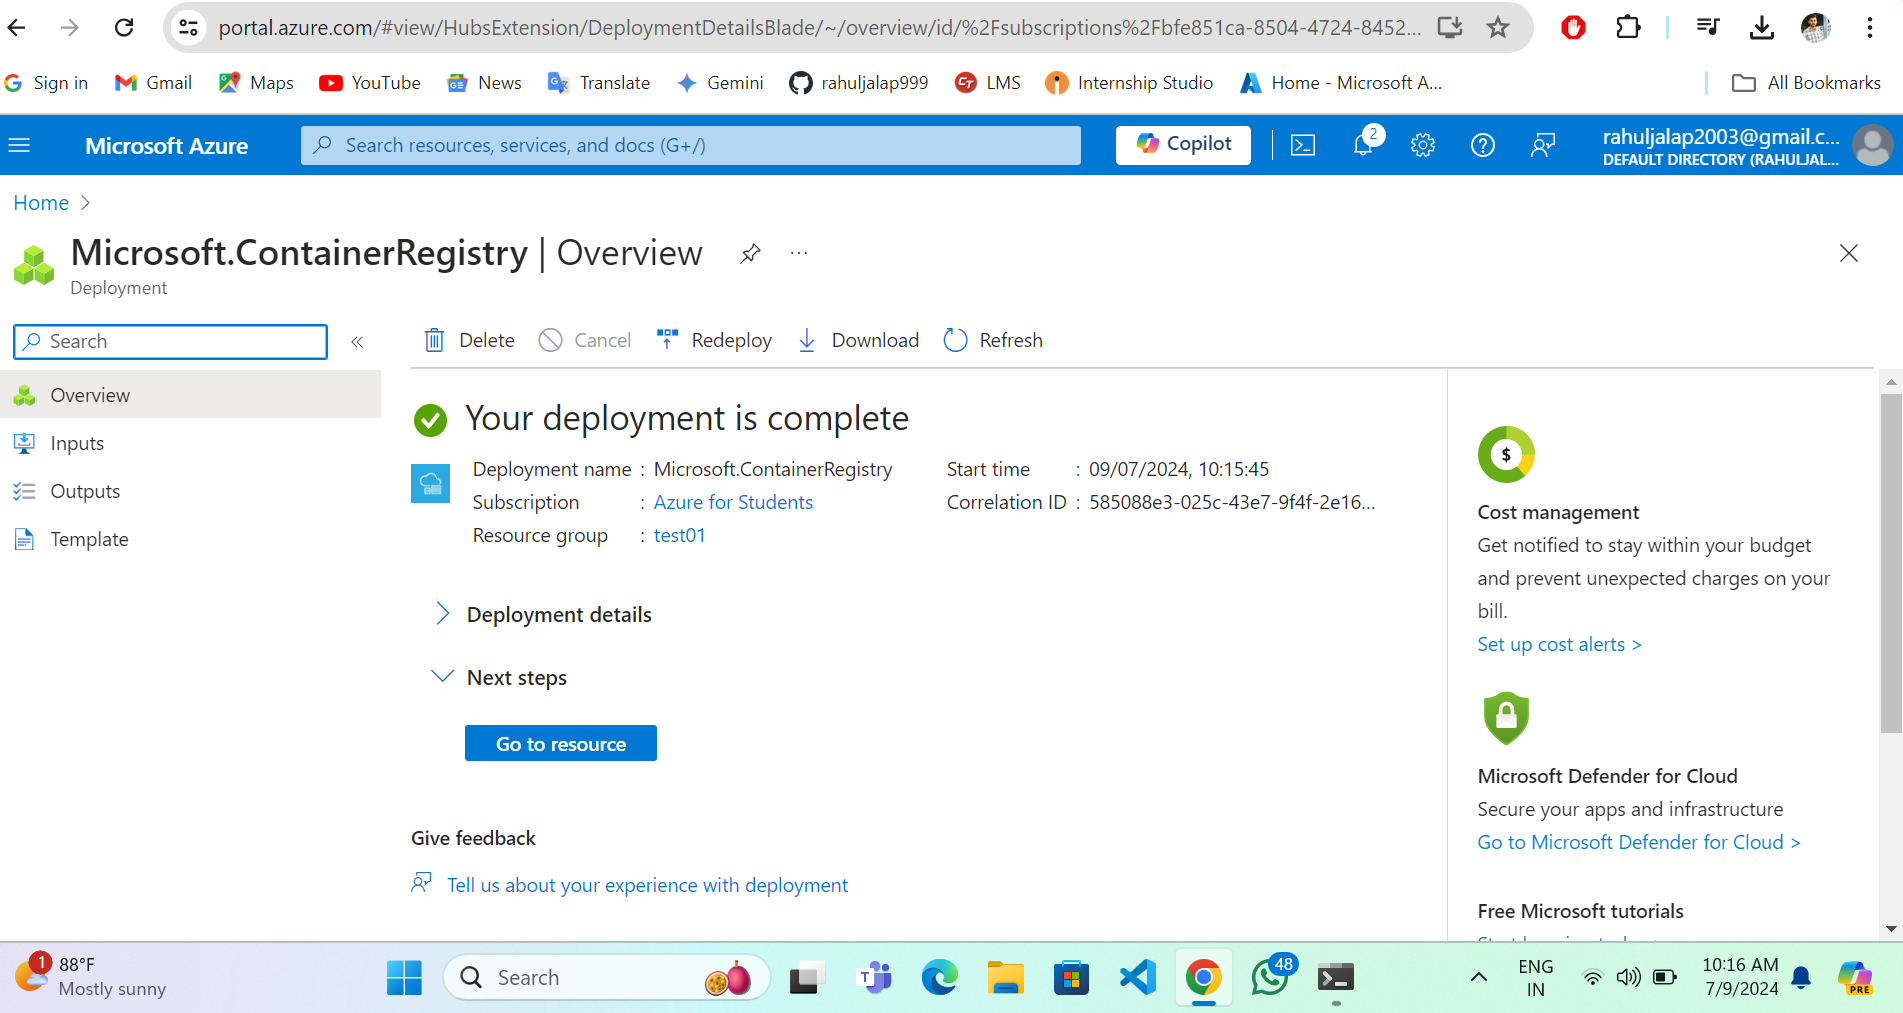 portal.azure.com/#view/HubsExtension/DeploymentDetailsBlade/~/overview/id/%2Fsubscriptions%2Fbfe851ca-8504-4724-8452...
Sign in Gmail Maps YouTube News Translate Gemini rahuljalap999 LMS Internship Studio Home - Microsoft A... All Bookmarks
Microsoft Azure
Search resources, services, and docs (G+/)
Copilot
2
rahuljalap2003@gmail.c...
DEFAULT DIRECTORY (RAHULJAL...
Home
Microsoft.ContainerRegistry | Overview
Deployment
Search
Delete Cancel Redeploy Download Refresh
Overview
Inputs
Outputs
Template
Your deployment is complete
Deployment name : Microsoft.ContainerRegistry
Subscription : Azure for Students
Resource group : test01
Start time : 09/07/2024, 10:15:45
Correlation ID : 585088e3-025c-43e7-9f4f-2e16...
Deployment details
Next steps
Go to resource
Give feedback
Tell us about your experience with deployment
$
Cost management
Get notified to stay within your budget
and prevent unexpected charges on your
bill.
Set up cost alerts >
Microsoft Defender for Cloud
Secure your apps and infrastructure
Go to Microsoft Defender for Cloud >
Free Microsoft tutorials
1
88°F
Mostly sunny
Search
T
48
ENG
IN
10:16 AM
7/9/2024
PRE